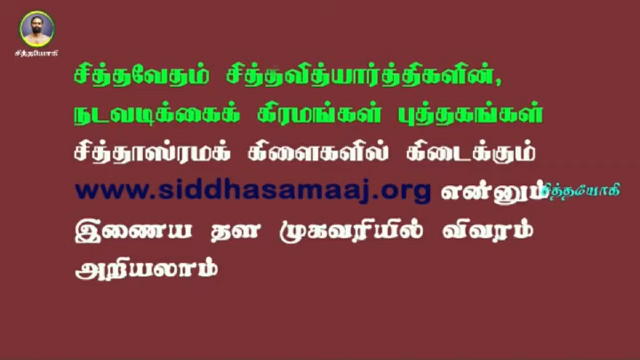 சித்தயோகி
சித்தவேதம் சித்தவித்யார்த்திகளின்,
நடவடிக்கைக் கிரமங்கள் புத்தகங்கள்
சித்தாஸ்ரமக் கிளைகளில் கிடைக்கும்
www.siddhasamaaj.org என்னும் சித்தயோகி
இணைய தள முகவரியில் விவரம்
அறியலாம்